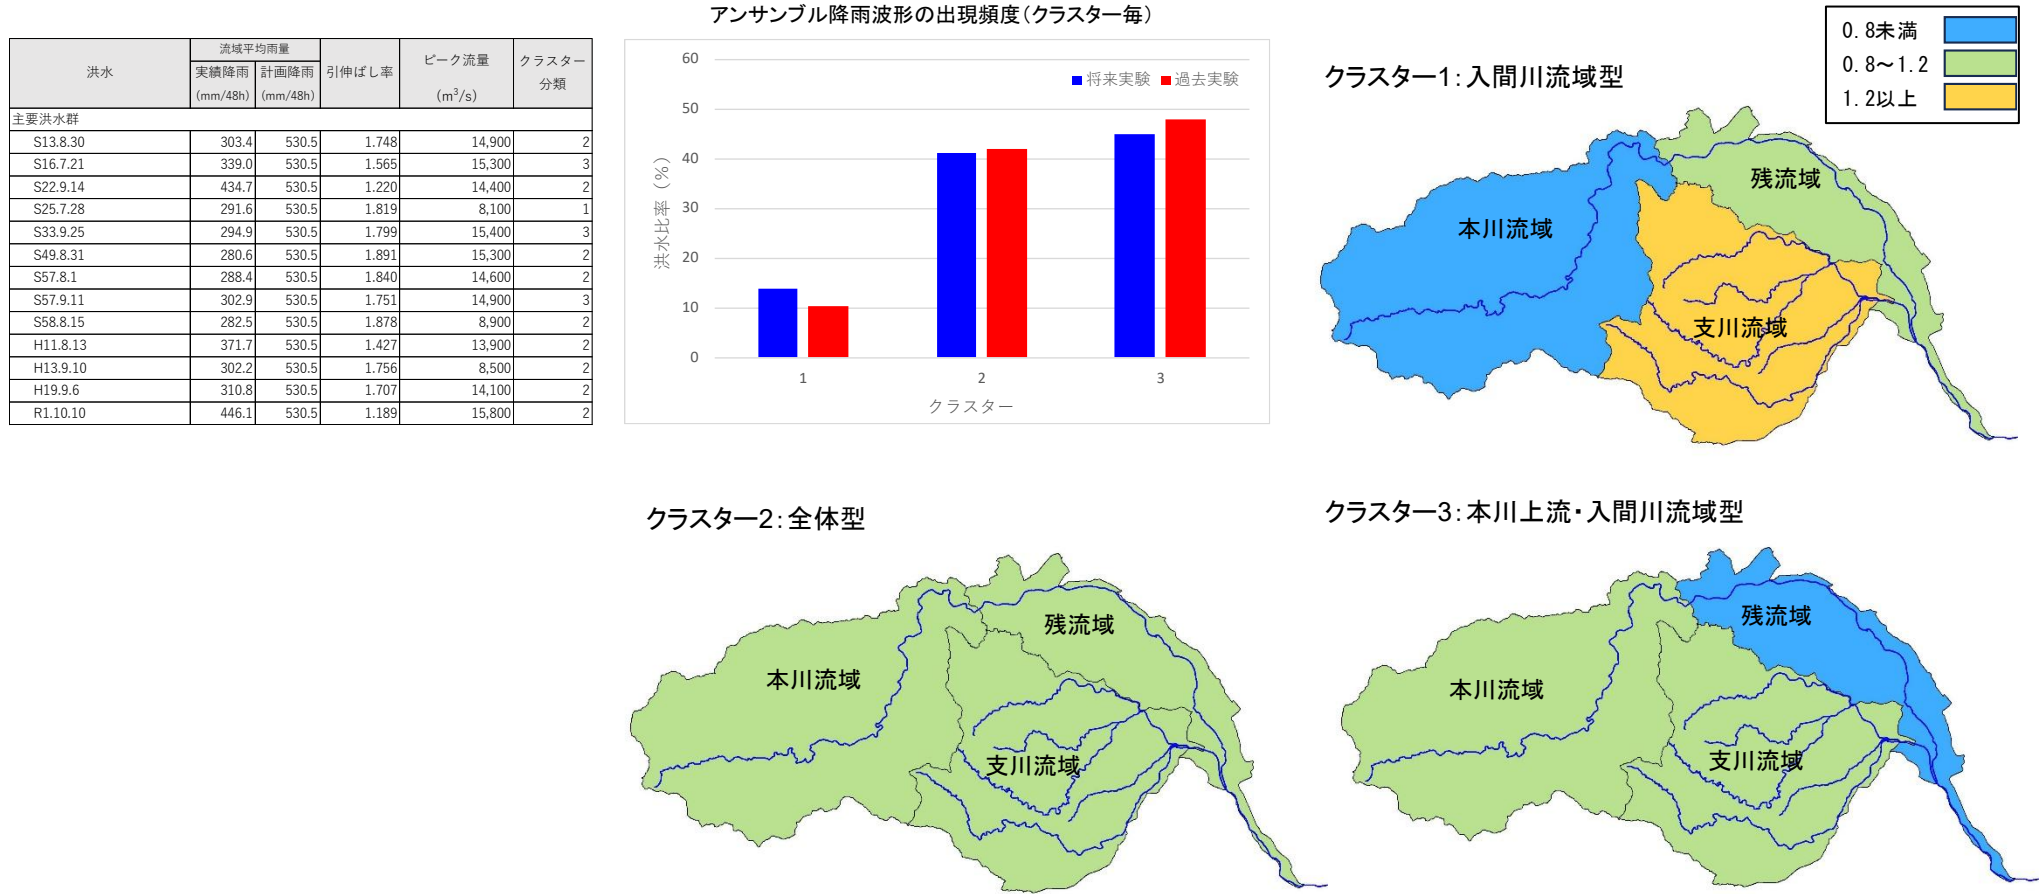 アンサンブル降雨波形の出現頻度（クラスター毎）
洪水 流域平均雨量 引伸ばし率 ピーク流量 (m³/s) クラスター分類
実績降雨 (mm/48h) 計画降雨 (mm/48h)
主要洪水群
S13.8.30 303.4 530.5 1.748 14,900 2
S16.7.21 339.0 530.5 1.565 15,300 3
S22.9.14 434.7 530.5 1.220 14,400 2
S25.7.28 291.6 530.5 1.819 8,100 1
S33.9.25 294.9 530.5 1.799 15,400 3
S49.8.31 280.6 530.5 1.891 15,300 2
S57.8.1 288.4 530.5 1.840 14,600 2
S57.9.11 302.9 530.5 1.751 14,900 3
S58.8.15 282.5 530.5 1.878 8,900 2
H11.8.13 371.7 530.5 1.427 13,900 2
H13.9.10 302.2 530.5 1.756 8,500 2
H19.9.6 310.8 530.5 1.707 14,100 2
R1.10.10 446.1 530.5 1.189 15,800 2
将来実験 過去実験
洪水比率（%）
60
50
40
30
20
10
0
1 2 3
クラスター
0.8未満
0.8～1.2
1.2以上
クラスター1：入間川流域型
残流域
本川流域
支川流域
クラスター2：全体型
残流域
本川流域
支川流域
クラスター3：本川上流・入間川流域型
残流域
本川流域
支川流域